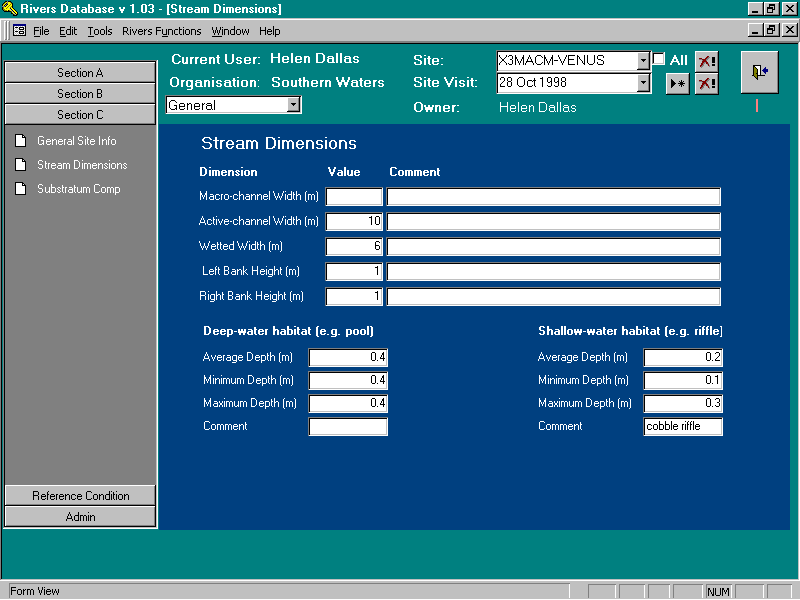 Rivers Database v 1.03 - [Stream Dimensions]
File Edit Tools Rivers Functions Window Help
Current User: Helen Dallas Site: X3MACM-VENUS All
Organisation: Southern Waters Site Visit: 28 Oct 1998
General Owner: Helen Dallas
Section A
Section B
Section C
General Site Info
Stream Dimensions
Substratum Comp
Reference Condition
Admin
Stream Dimensions
Dimension Value Comment
Macro-channel Width (m)
Active-channel Width (m) 10
Wetted Width (m) 6
Left Bank Height (m) 1
Right Bank Height (m) 1
Deep-water habitat (e.g. pool) Shallow-water habitat (e.g. riffle)
Average Depth (m) 0.4 Average Depth (m) 0.2
Minimum Depth (m) 0.4 Minimum Depth (m) 0.1
Maximum Depth (m) 0.4 Maximum Depth (m) 0.3
Comment Comment cobble riffle
Form View NUM